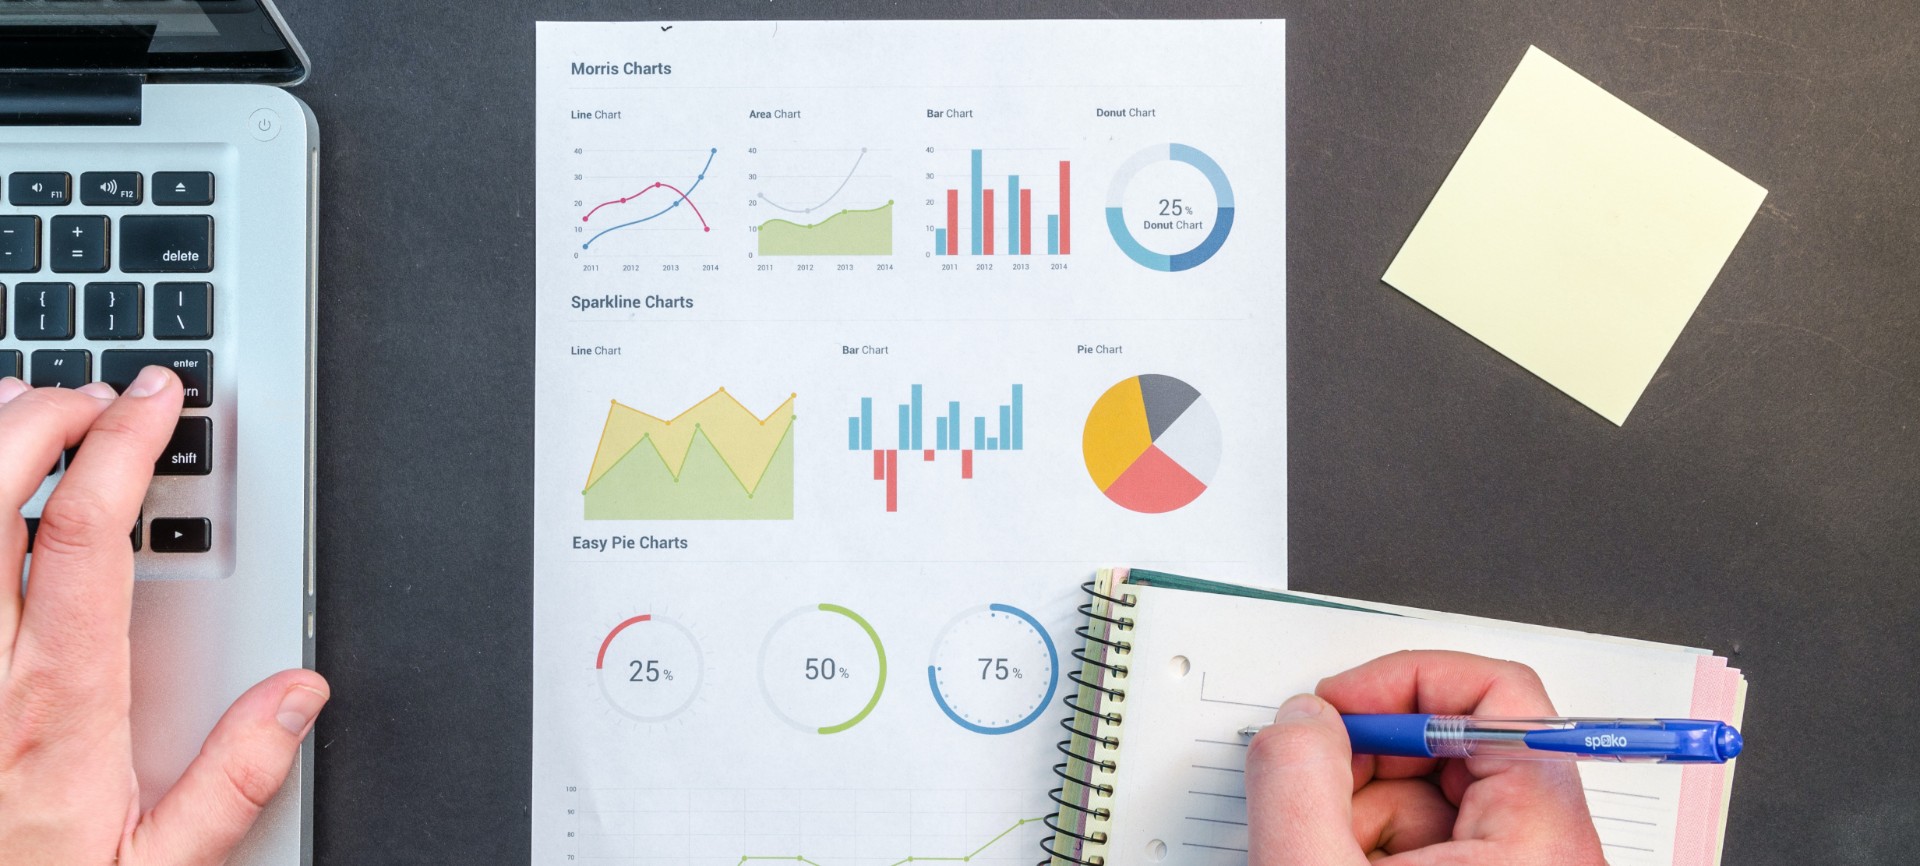 Morris Charts
Line Chart
Area Chart
Bar Chart
Donut Chart
40
30
20
10
0
2011 2012 2013 2014
40
30
20
10
0
2011 2012 2013 2014
40
30
20
10
0
2011 2012 2013 2014
25%
Donut Chart
Sparkline Charts
Line Chart
Bar Chart
Pie Chart
Easy Pie Charts
25%
50%
75%
100
90
80
70
F11
F12
- 
+
=
delete
{
[
}
]
|
\
"
enter
shift
spoko